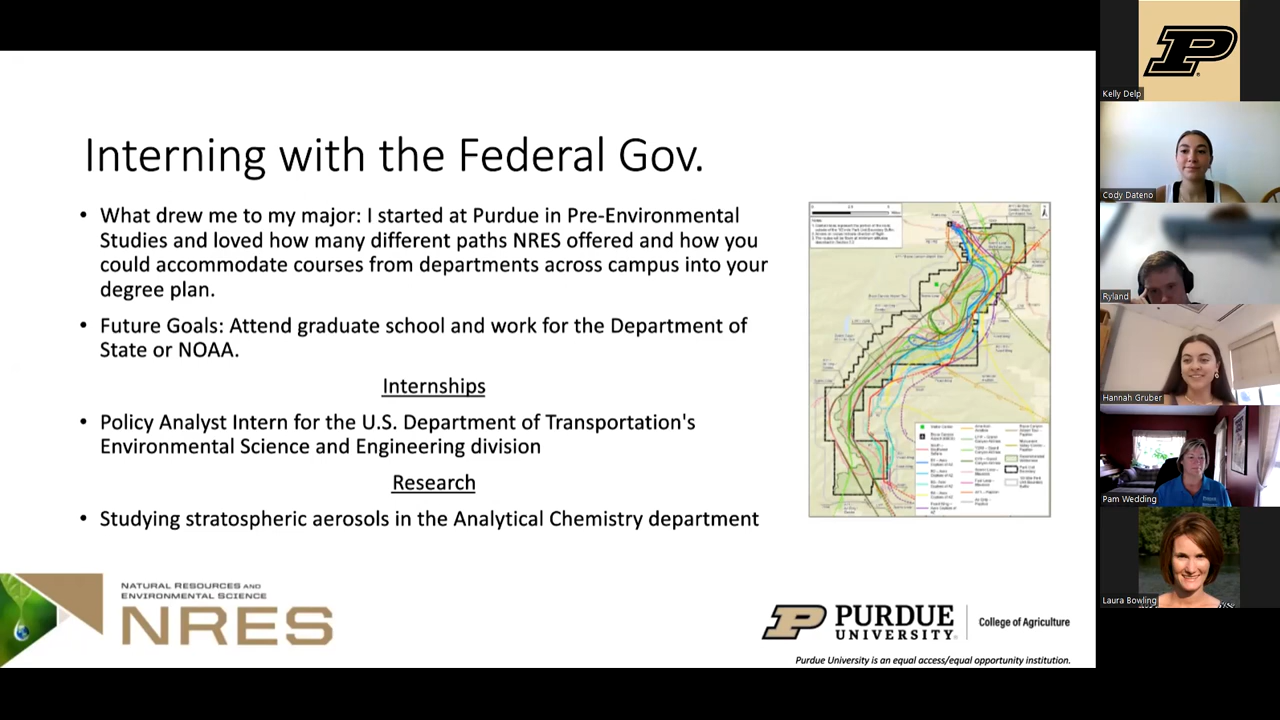 Interning with the Federal Gov.
• What drew me to my major: I started at Purdue in Pre-Environmental
Studies and loved how many different paths NRES offered and how you
could accommodate courses from departments across campus into your
degree plan.
• Future Goals: Attend graduate school and work for the Department of
State or NOAA.
Internships
• Policy Analyst Intern for the U.S. Department of Transportation's
Environmental Science and Engineering division
Research
• Studying stratospheric aerosols in the Analytical Chemistry department
NATURAL RESOURCES AND
ENVIRONMENTAL SCIENCE
NRES
P PURDUE
UNIVERSITY
College of Agriculture
Purdue University is an equal access/equal opportunity institution.
P
Kelly Delp
Cody Dateno
Ryland
Hannah Gruber
Pam Wedding
Laura Bowling